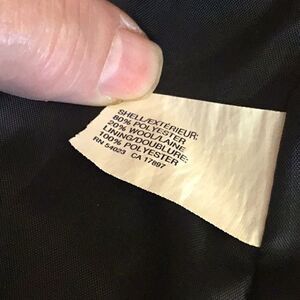 SHELL/EXTÉRIEUR:
80% POLYESTER
20% WOOL/LAINE
LINING/DOUBLURE:
100% POLYESTER
RN 54023 CA 17897